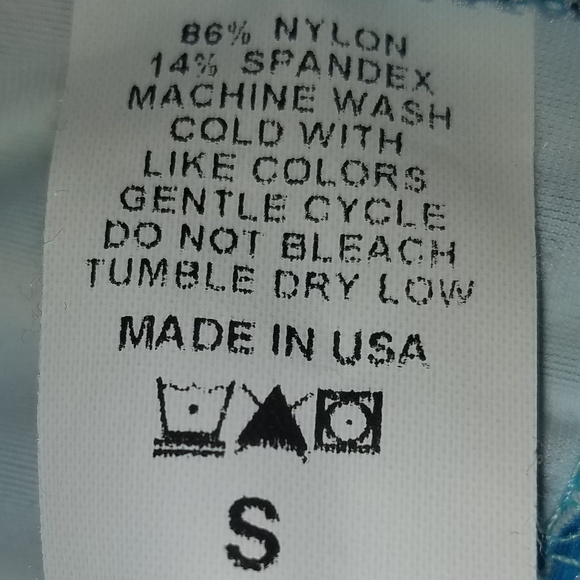 86% NYLON
14% SPANDEX
MACHINE WASH
COLD WITH
LIKE COLORS
GENTLE CYCLE
DO NOT BLEACH
TUMBLE DRY LOW
MADE IN USA
S